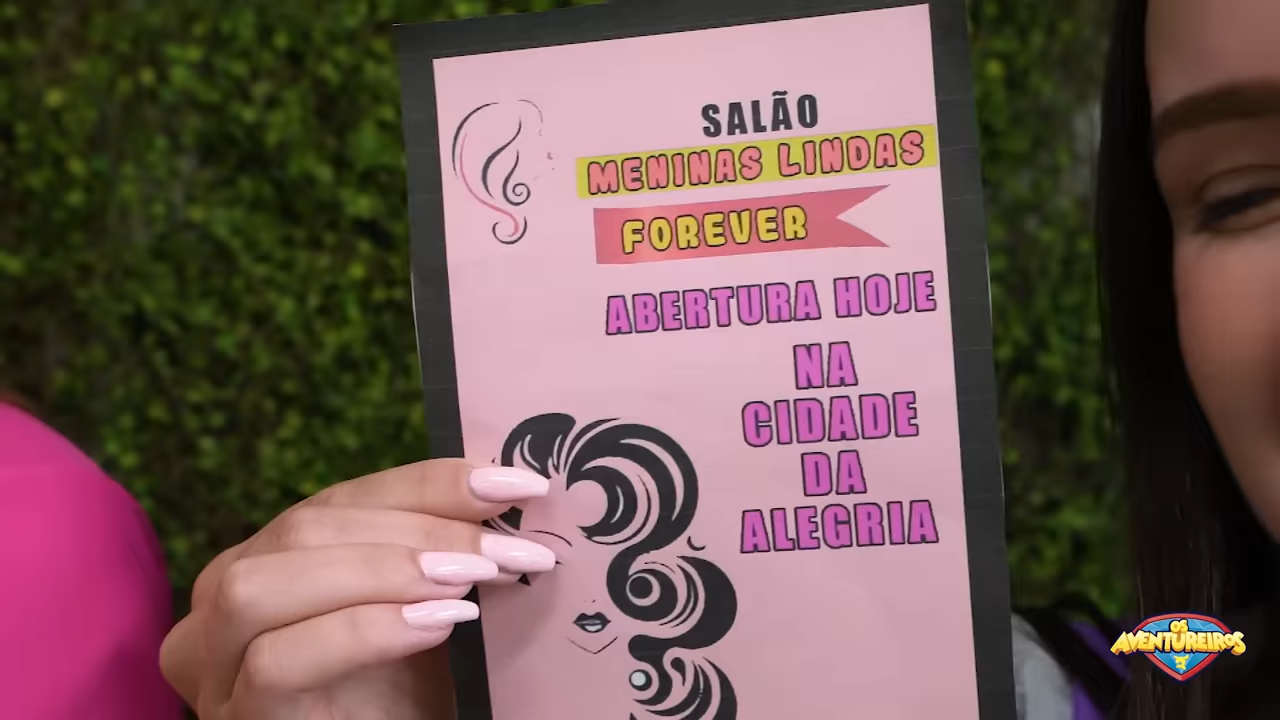 SALÃO
MENINAS LINDAS
FOREVER
ABERTURA HOJE
NA
CIDADE
DA
ALEGRIA
OS
AVENTUREIROS